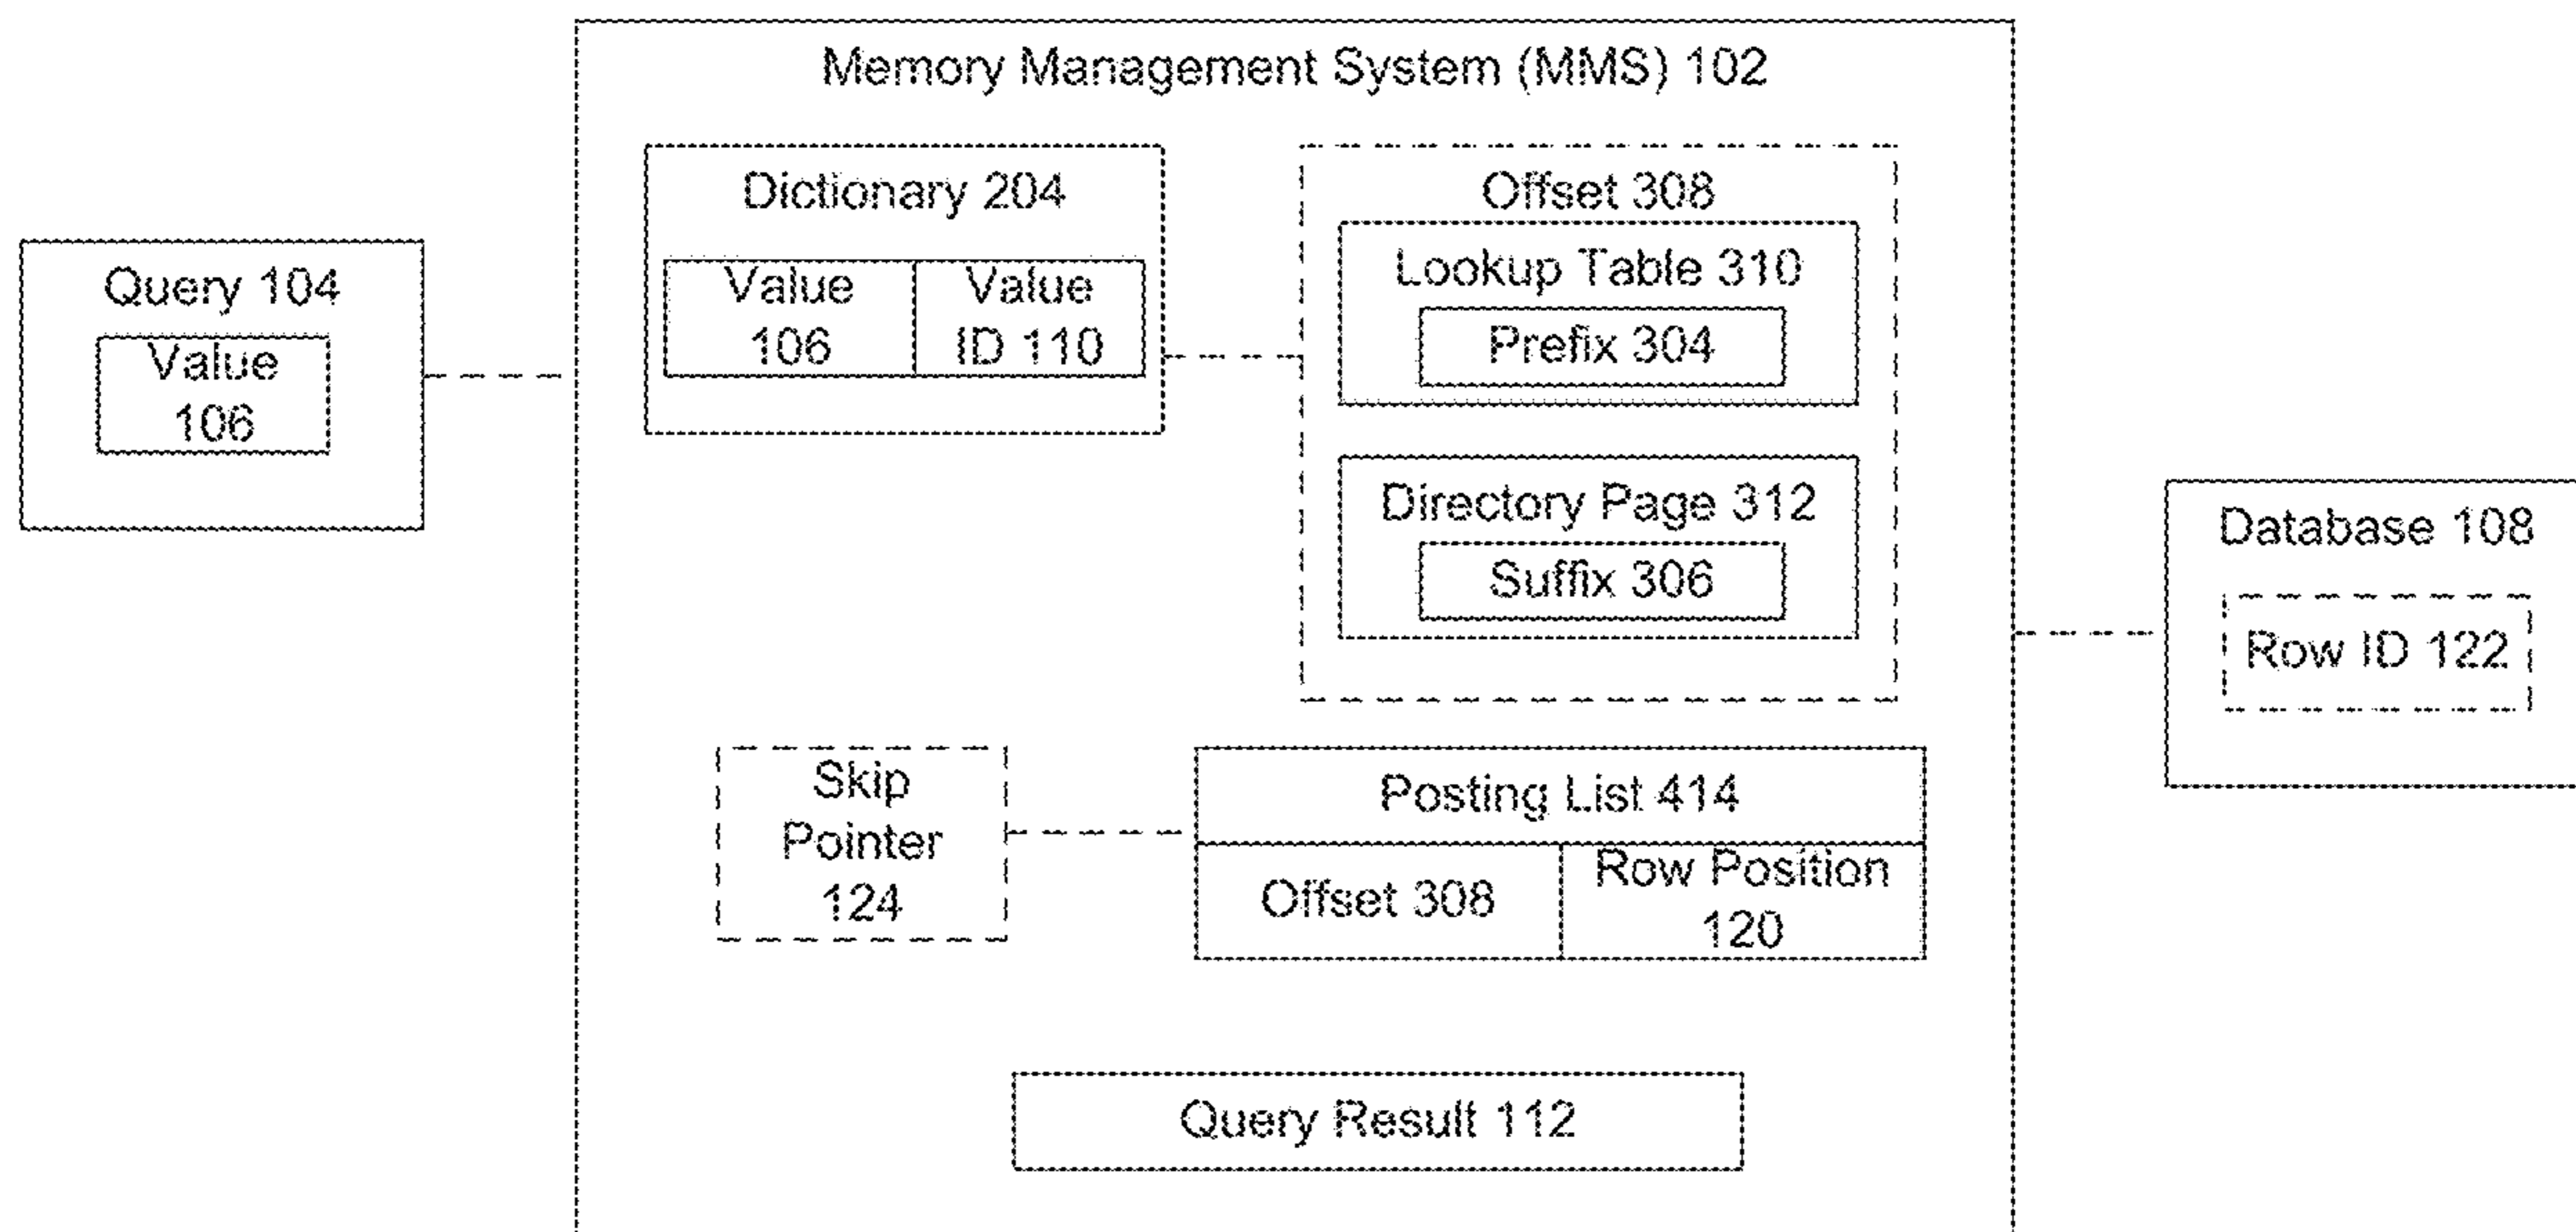 Memory Management System (MMS) 102
Query 104
Value
106
Dictionary 204
Value
106
Value
ID 110
Offset 308
Lookup Table 310
Prefix 304
Directory Page 312
Suffix 306
Database 108
Row ID 122
Skip
Pointer
124
Posting List 414
Offset 308
Row Position
120
Query Result 112